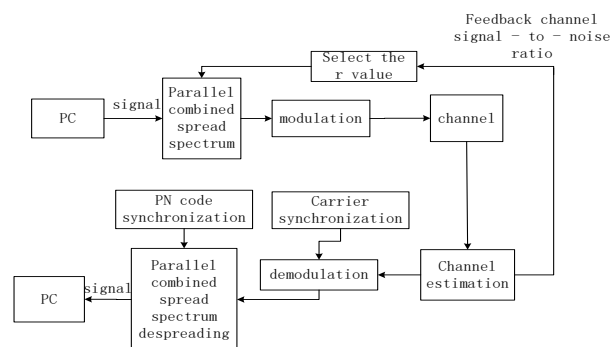 Feedback channel
signal - to - noise
ratio
Select the
r value
PC
signal
Parallel
combined
spread
spectrum
modulation
channel
PN code
synchronization
Carrier
synchronization
PC
signal
Parallel
combined
spread
spectrum
despreading
demodulation
Channel
estimation